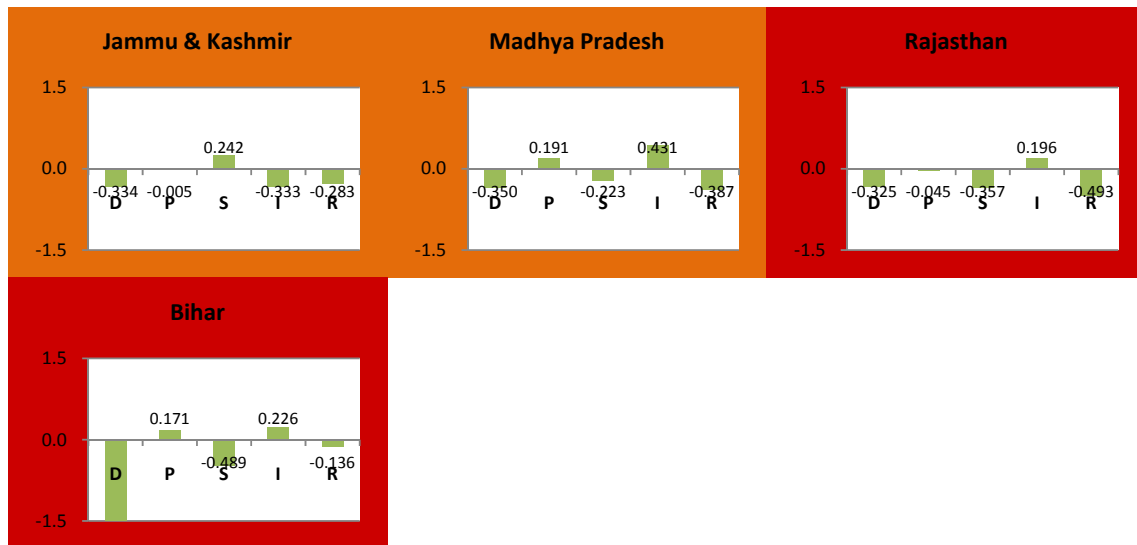 Jammu & Kashmir
1.5
0.242
0.0
-0.334 -0.005 -0.333 -0.283
D P S I R
-1.5
Madhya Pradesh
1.5
0.191 0.431
0.0
-0.350 -0.223 -0.387
D P S I R
-1.5
Rajasthan
1.5
0.196
0.0
-0.325 -0.045 -0.357 -0.493
D P S I R
-1.5
Bihar
1.5
0.171 0.226
0.0
-0.489 -0.136
D P S I R
-1.5